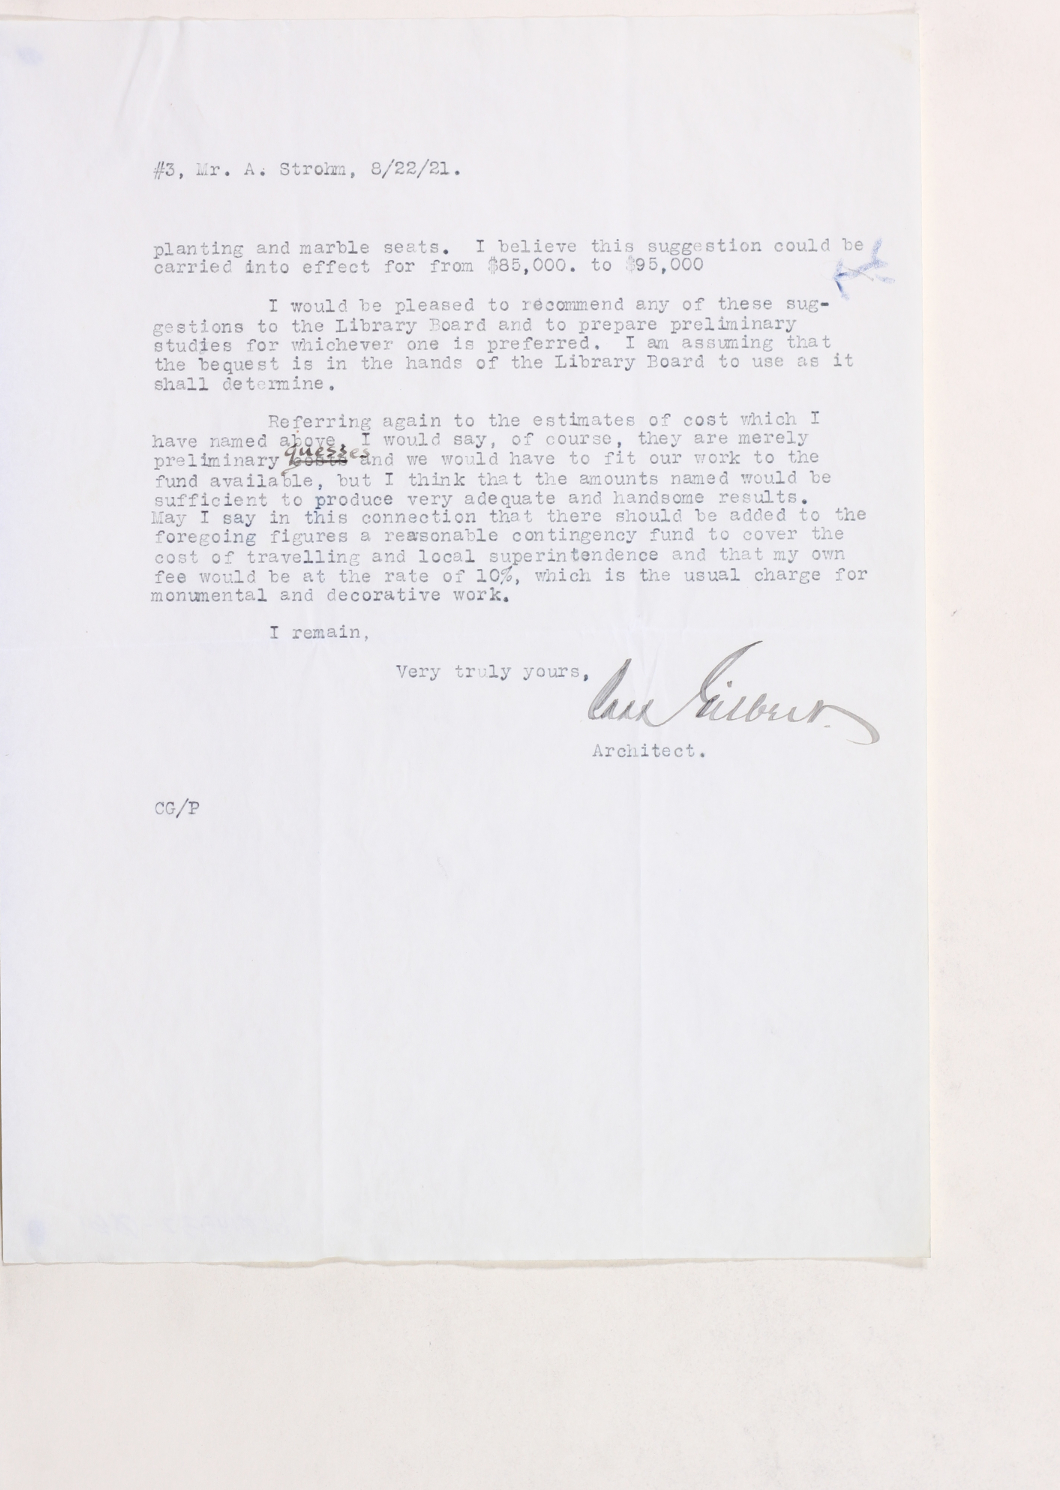 #3, Mr. A. Strohm, 8/22/21.
planting and marble seats. I believe this suggestion could be
carried into effect for from $85,000. to $95,000
I would be pleased to recommend any of these sug-
gestions to the Library Board and to prepare preliminary
studies for whichever one is preferred. I am assuming that
the bequest is in the hands of the Library Board to use as it
shall determine.
Referring again to the estimates of cost which I
have named above, I would say, of course, they are merely
preliminary guesses and we would have to fit our work to the
fund available, but I think that the amounts named would be
sufficient to produce very adequate and handsome results.
May I say in this connection that there should be added to the
foregoing figures a reasonable contingency fund to cover the
cost of travelling and local superintendence and that my own
fee would be at the rate of 10%, which is the usual charge for
monumental and decorative work.
I remain,
Very truly yours,
Cass Gilbert.
Architect.
CG/P